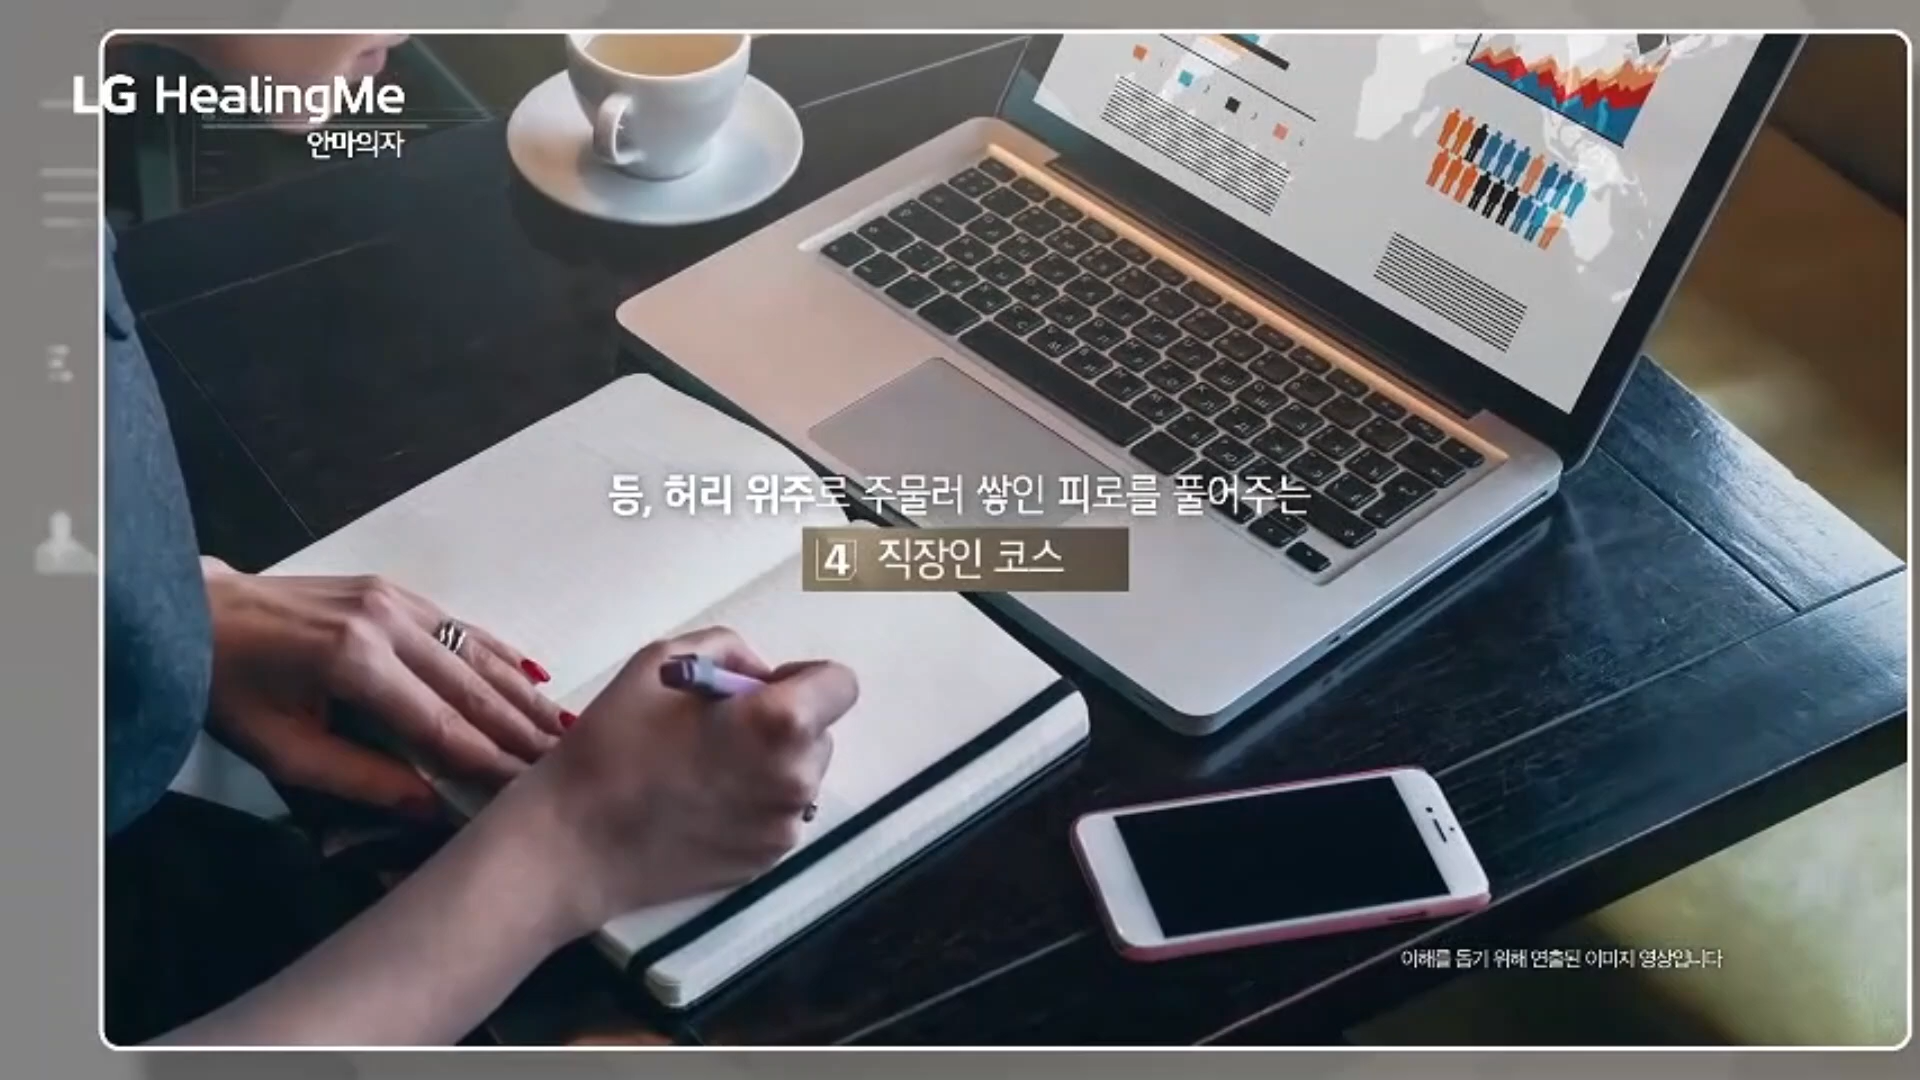 LG HealingMe
안마의자
등, 허리 위주로 주물러 쌓인 피로를 풀어주는
4 직장인 코스
이해를 돕기 위해 연출된 이미지 영상입니다